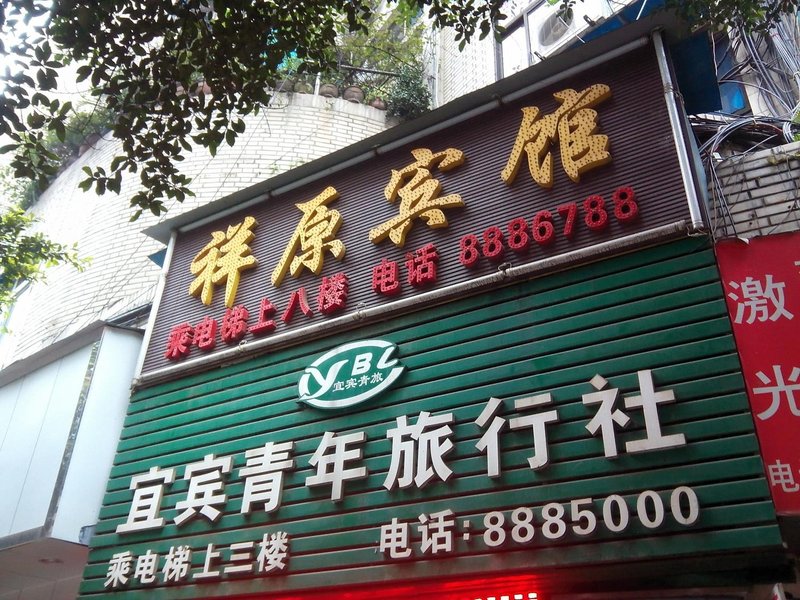 祥原宾馆
乘电梯上八楼 电话 8886788
YBL
宜宾青旅
宜宾青年旅行社
乘电梯上三楼 电话:8885000
激
光
电